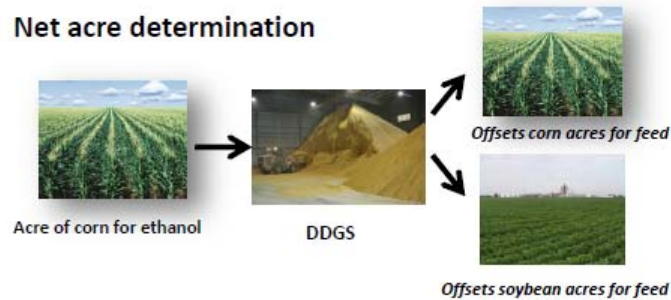 Net acre determination
Offsets corn acres for feed
Acre of corn for ethanol
DDGS
Offsets soybean acres for feed